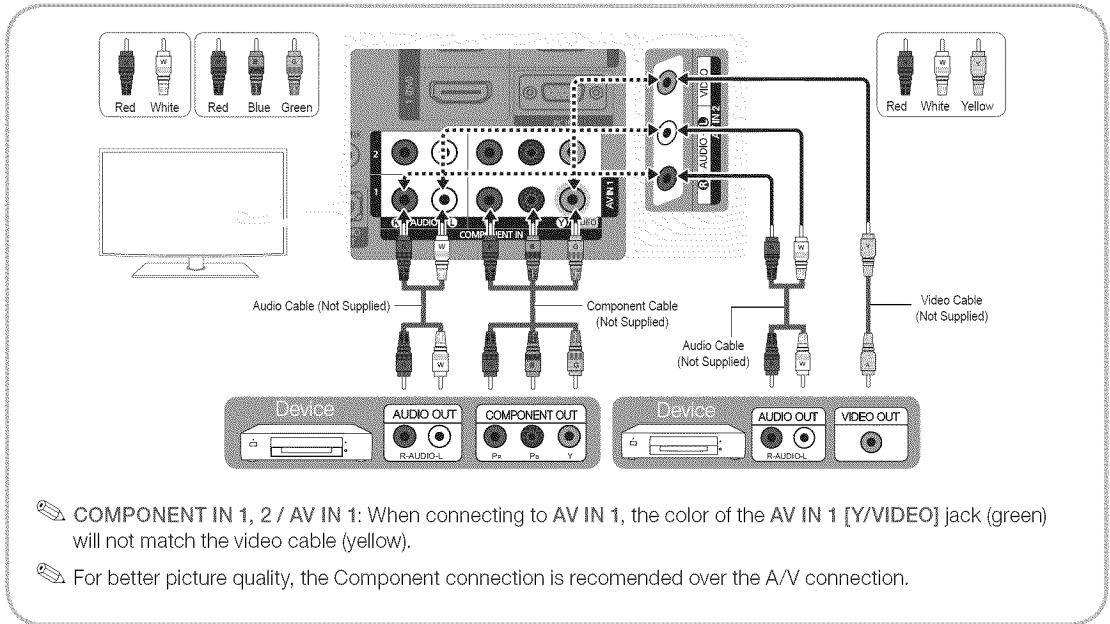 Red White
Red Blue Green
Red White Yellow
VIDEO
L
AUDIO
R
AV IN 2
2
1
AV IN 1
R AUDIO L
COMPONENT IN
Y/VIDEO
W
B
G
W
Y
Audio Cable (Not Supplied)
Component Cable
(Not Supplied)
Audio Cable
(Not Supplied)
Video Cable
(Not Supplied)
W
B
G
W
Device
AUDIO OUT
R-AUDIO-L
COMPONENT OUT
PR PB Y
Device
AUDIO OUT
R-AUDIO-L
VIDEO OUT
COMPONENT IN 1, 2 / AV IN 1: When connecting to AV IN 1, the color of the AV IN 1 [Y/VIDEO] jack (green)
will not match the video cable (yellow).
For better picture quality, the Component connection is recomended over the A/V connection.